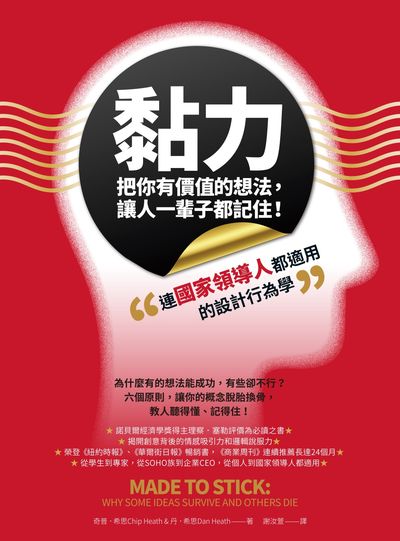 黏力
把你有價值的想法，
讓人一輩子都記住！
“連國家領導人都適用
的設計行為學”
為什麼有的想法能成功，有些卻不行？
六個原則，讓你的概念脫胎換骨，
教人聽得懂、記得住！
★諾貝爾經濟學獎得主理察．塞勒評價為必讀之書★
★揭開創意背後的情感吸引力和邏輯說服力★
★榮登《紐約時報》、《華爾街日報》暢銷書，《商業周刊》連續推薦長達24個月★
★從學生到專家，從SOHO族到企業CEO，從個人到國家領導人都適用★
MADE TO STICK:
WHY SOME IDEAS SURVIVE AND OTHERS DIE
奇普．希思Chip Heath & 丹．希思Dan Heath——著 謝汝萱——譯